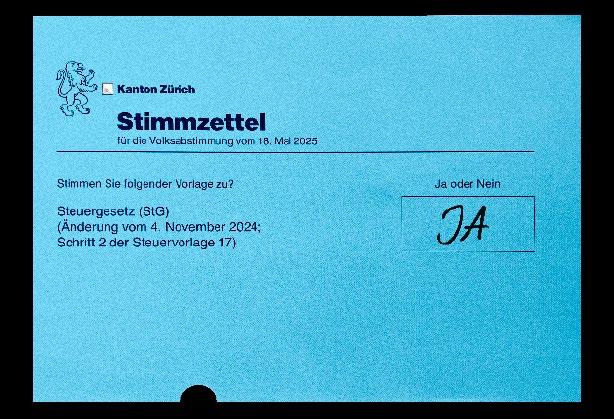 Kanton Zürich
Stimmzettel
für die Volksabstimmung vom 18. Mai 2025
Stimmen Sie folgender Vorlage zu?
Ja oder Nein
Steuergesetz (StG)
(Änderung vom 4. November 2024;
Schritt 2 der Steuervorlage 17)
JA